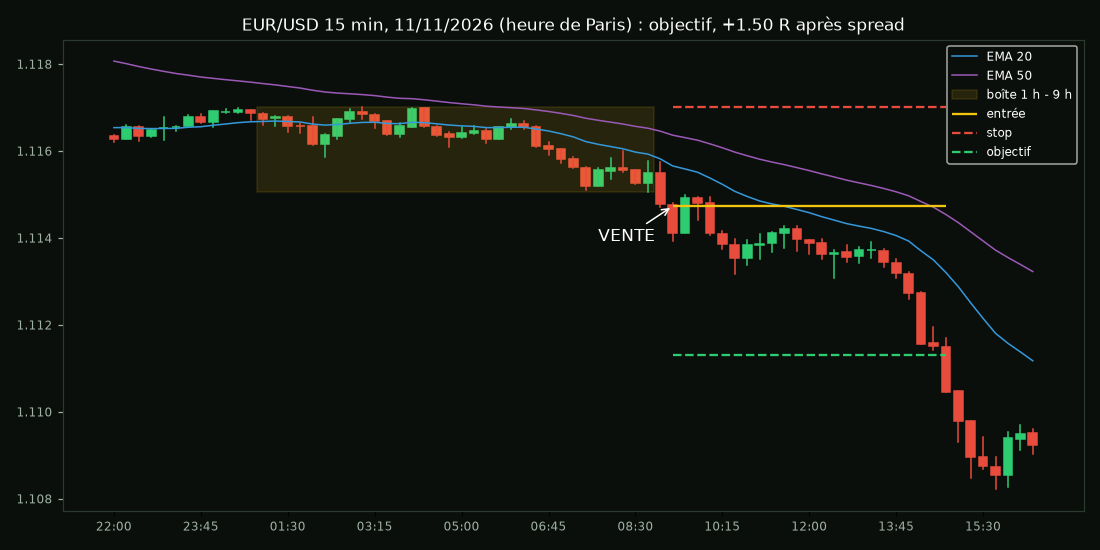 EUR/USD 15 min, 11/11/2026 (heure de Paris) : objectif, +1.50 R après spread
EMA 20
EMA 50
boîte 1 h - 9 h
entrée
stop
objectif
1.118
1.116
1.114
1.112
1.110
1.108
VENTE
22:00
23:45
01:30
03:15
05:00
06:45
08:30
10:15
12:00
13:45
15:30